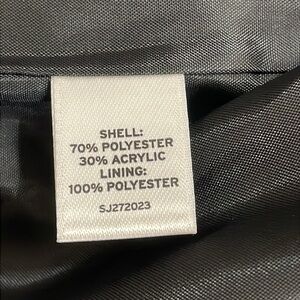 SHELL:
70% POLYESTER
30% ACRYLIC
LINING:
100% POLYESTER
SJ272023